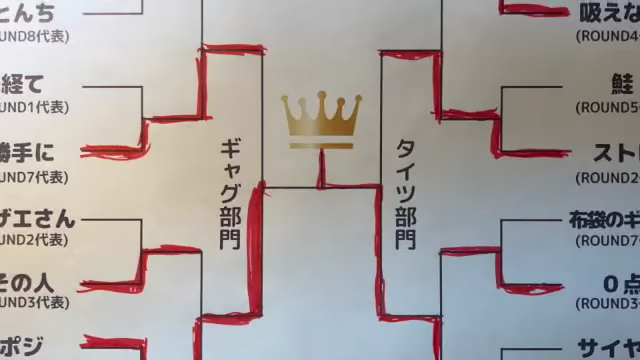 とんち
UND8代表)
経て
UND1代表)
勝手に
UND7代表)
ザエさん
UND2代表)
その人
UND3代表)
ポジ
ギャグ部門
タイツ部門
吸えな
(ROUND4
鮭
(ROUND5
スト
(ROUND2
布袋のギ
(ROUND7
0点
(ROUND3
サイヤ